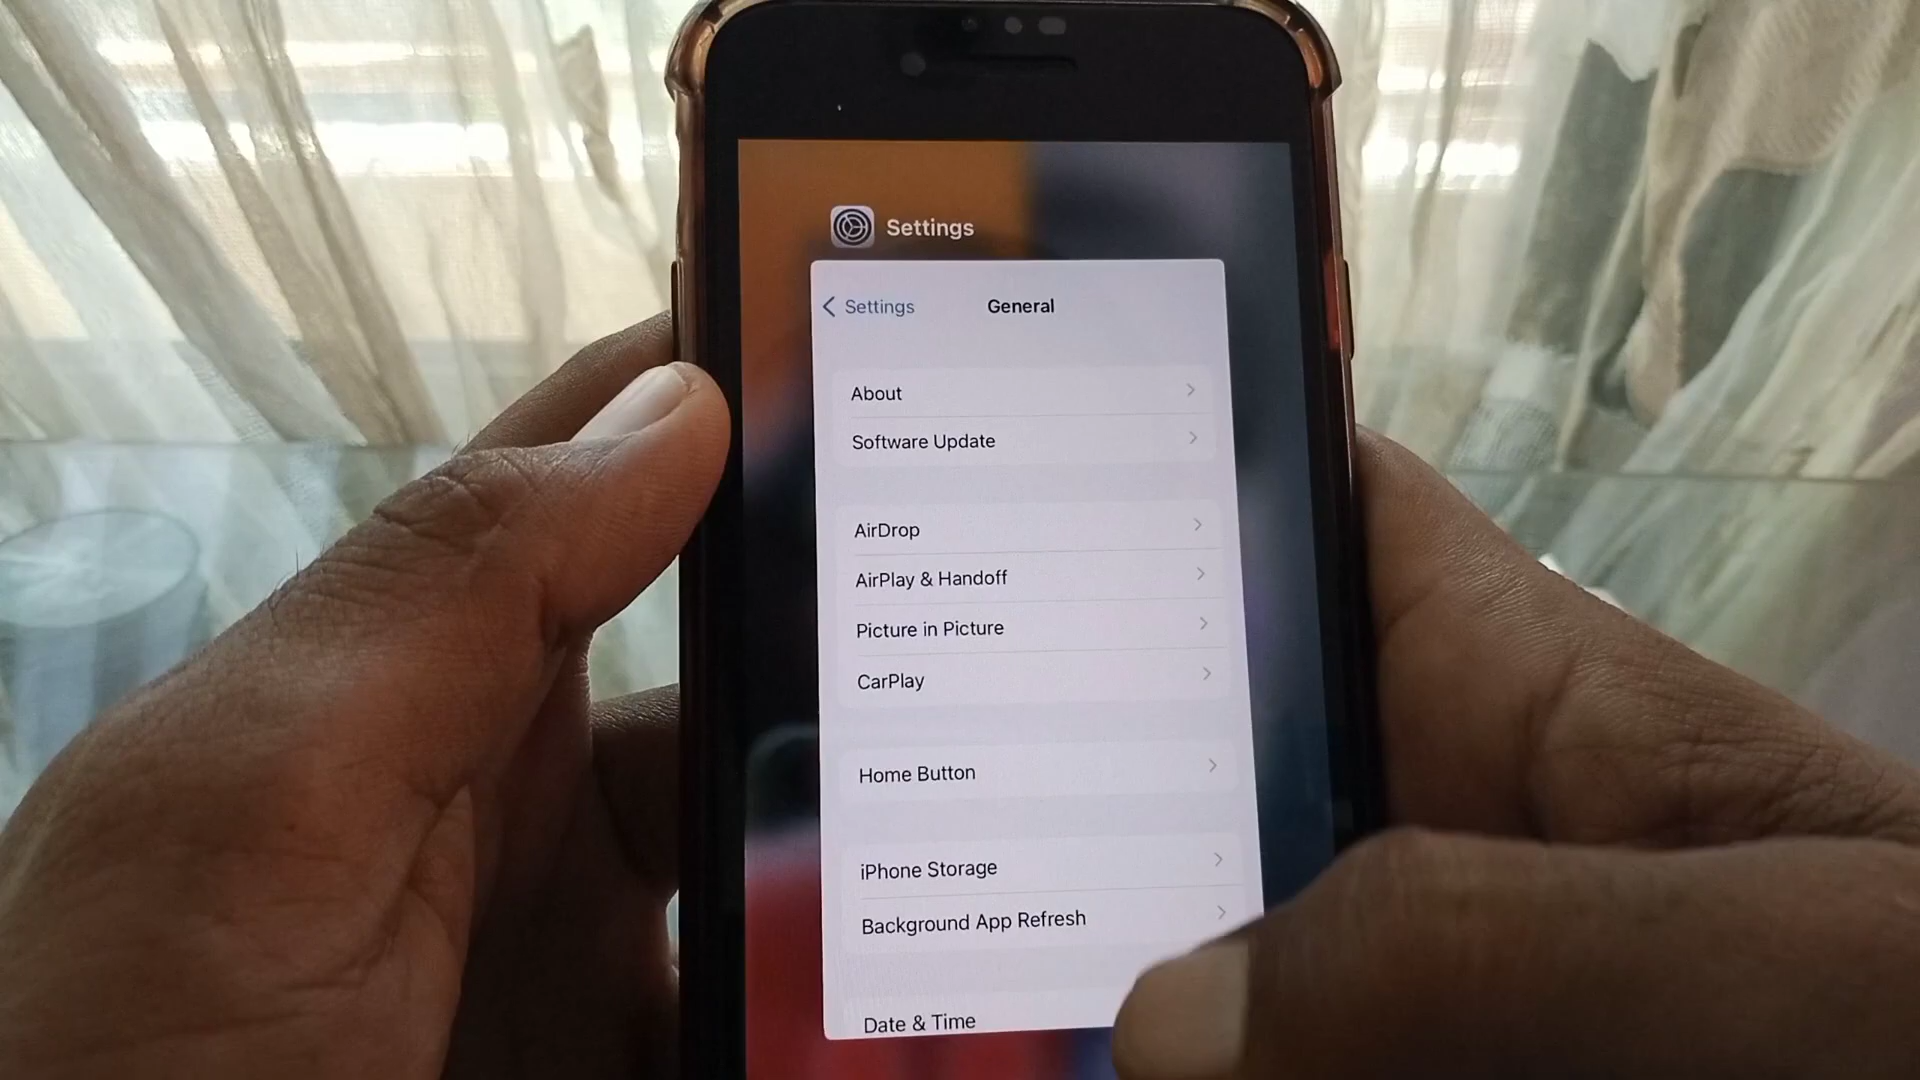 Settings
Settings General
About
Software Update
AirDrop
AirPlay & Handoff
Picture in Picture
CarPlay
Home Button
iPhone Storage
Background App Refresh
Date & Time